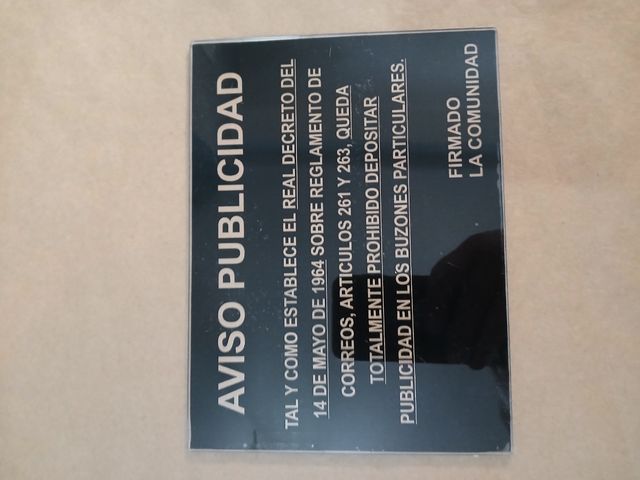 AVISO PUBLICIDAD
TAL Y COMO ESTABLECE EL REAL DECRETO DEL
14 DE MAYO DE 1964 SOBRE REGLAMENTO DE
CORREOS, ARTICULOS 261 Y 263, QUEDA
TOTALMENTE PROHIBIDO DEPOSITAR
PUBLICIDAD EN LOS BUZONES PARTICULARES.
FIRMADO
LA COMUNIDAD